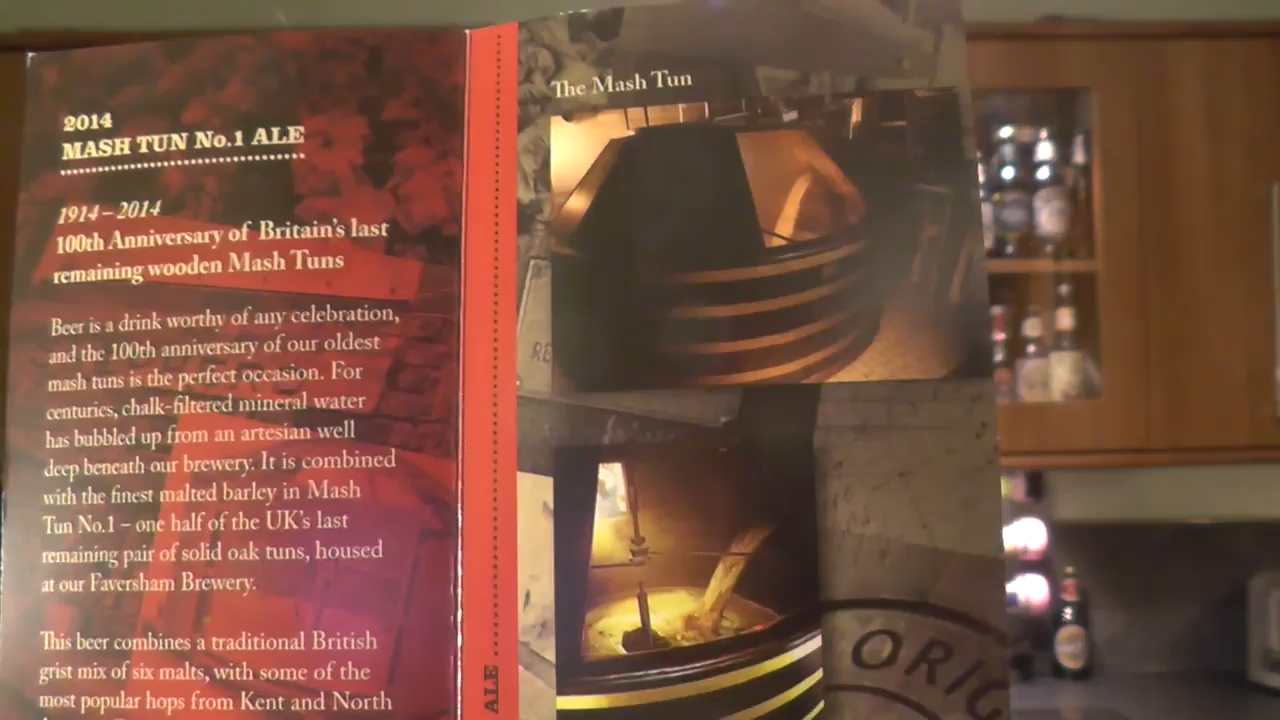 2014
MASH TUN No.1 ALE
1914–2014
100th Anniversary of Britain's last
remaining wooden Mash Tuns
Beer is a drink worthy of any celebration,
and the 100th anniversary of our oldest
mash tuns is the perfect occasion. For
centuries, chalk-filtered mineral water
has bubbled up from an artesian well
deep beneath our brewery. It is combined
with the finest malted barley in Mash
Tun No.1 – one half of the UK's last
remaining pair of solid oak tuns, housed
at our Faversham Brewery.
This beer combines a traditional British
grist mix of six malts, with some of the
most popular hops from Kent and North
ALE
The Mash Tun
RE
ORIG